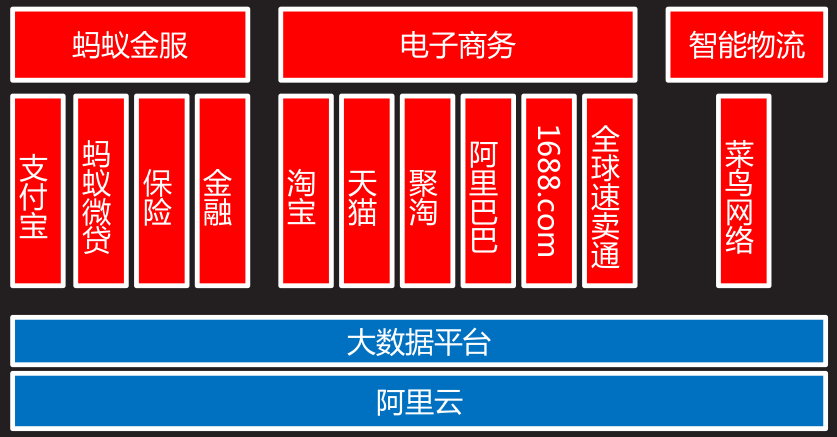 蚂蚁金服
电子商务
智能物流
支付宝
蚂蚁微贷
保险
金融
淘宝
天猫
聚淘
阿里巴巴
1688.com
全球速卖通
菜鸟网络
大数据平台
阿里云